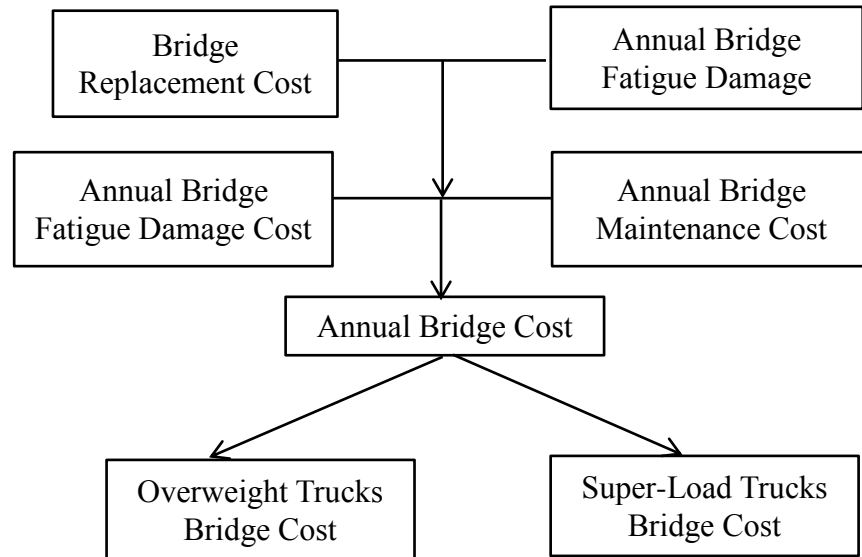 Bridge
Replacement Cost
Annual Bridge
Fatigue Damage
Annual Bridge
Fatigue Damage Cost
Annual Bridge
Maintenance Cost
Annual Bridge Cost
Overweight Trucks
Bridge Cost
Super-Load Trucks
Bridge Cost